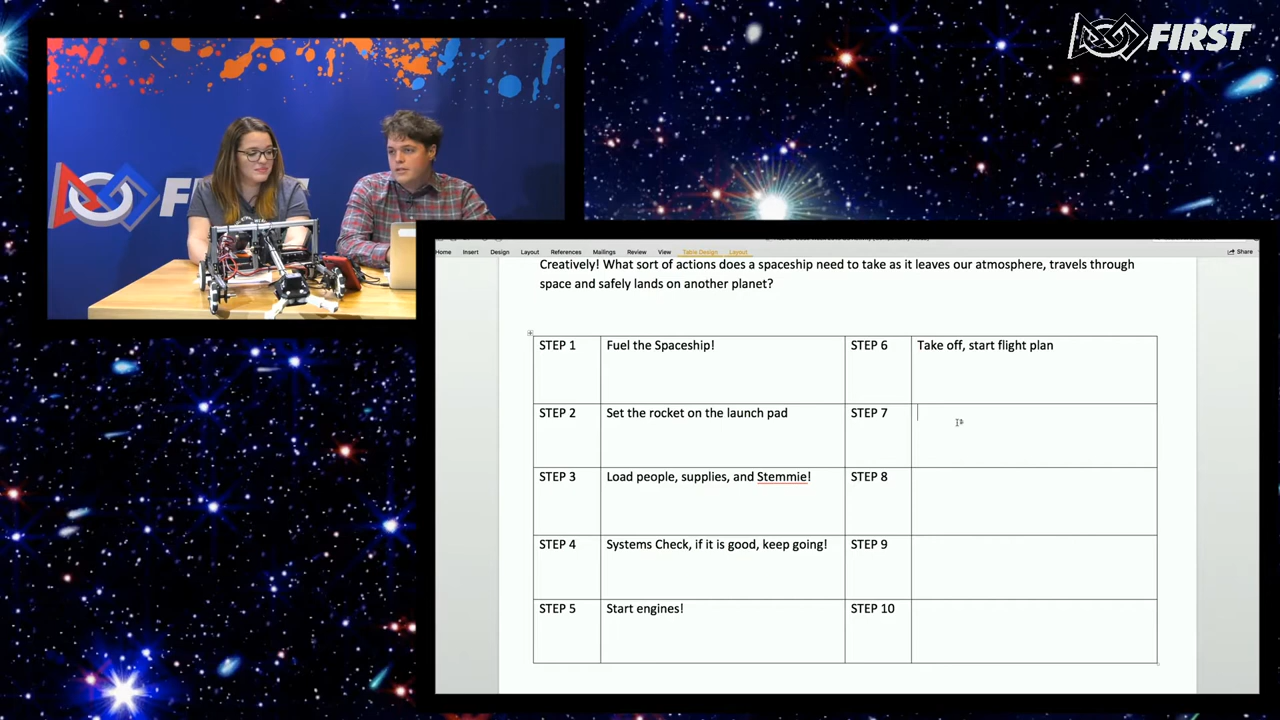 FIRST
F
ST
Home Insert Design Layout References Mailings Review View Table Design Layout Share
Creatively! What sort of actions does a spaceship need to take as it leaves our atmosphere, travels through
space and safely lands on another planet?
STEP 1 Fuel the Spaceship! STEP 6 Take off, start flight plan
STEP 2 Set the rocket on the launch pad STEP 7
STEP 3 Load people, supplies, and Stemmie! STEP 8
STEP 4 Systems Check, if it is good, keep going! STEP 9
STEP 5 Start engines! STEP 10